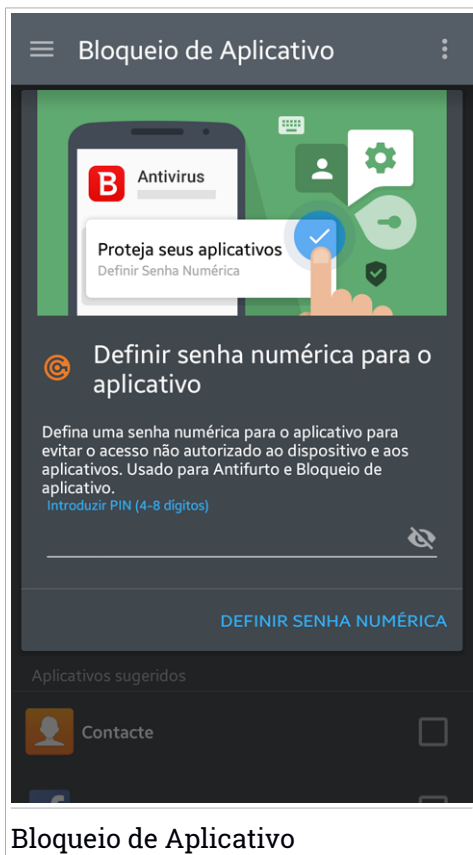 Bloqueio de Aplicativo
B Antivirus
Proteja seus aplicativos
Definir Senha Numérica
Definir senha numérica para o
aplicativo
Defina uma senha numérica para o aplicativo para
evitar o acesso não autorizado ao dispositivo e aos
aplicativos. Usado para Antifurto e Bloqueio de
aplicativo.
Introduzir PIN (4-8 dígitos)
DEFINIR SENHA NUMÉRICA
Aplicativos sugeridos
Contacte
Bloqueio de Aplicativo